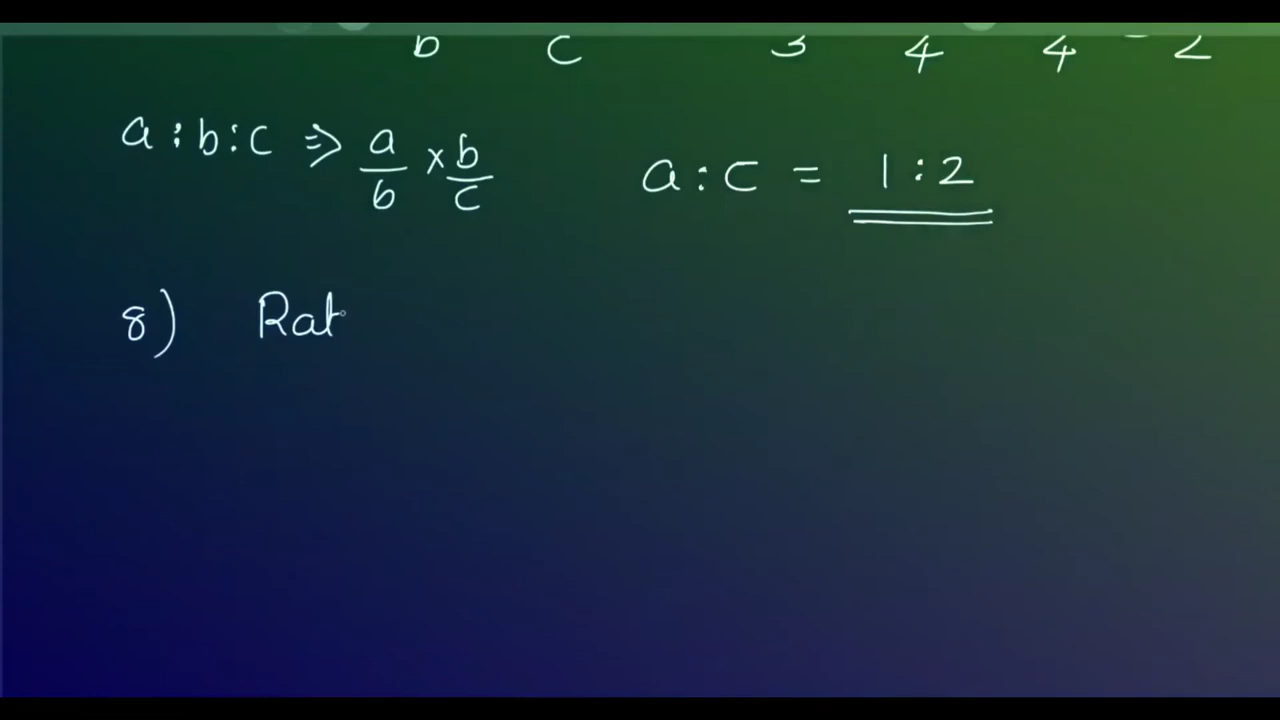 b c 3 4 4 2
a : b : c ⇒ a/b × b/c a : c = 1 : 2
8) Rat